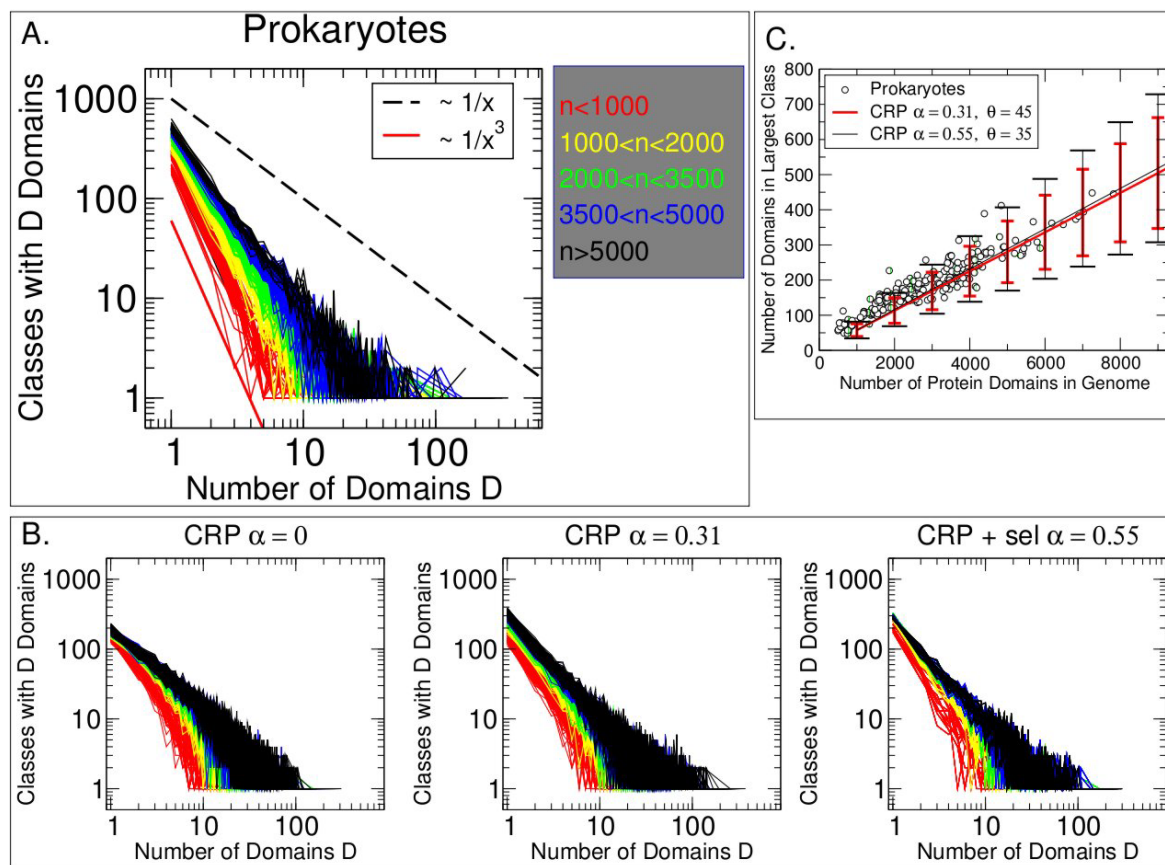 A.
Prokaryotes
Classes with D Domains
1000
100
10
1
1 10 100
Number of Domains D
~ 1/x
~ 1/x³
n<1000
1000<n<2000
2000<n<3500
3500<n<5000
n>5000
C.
Number of Domains in Largest Class
800
700
600
500
400
300
200
100
0
0 2000 4000 6000 8000
Number of Protein Domains in Genome
Prokaryotes
CRP α=0.31, θ=45
CRP α=0.55, θ=35
B.
CRP α=0
Classes with D Domains
1000
100
10
1
1 10 100
Number of Domains D
CRP α=0.31
Classes with D Domains
1000
100
10
1
1 10 100
Number of Domains D
CRP + sel α=0.55
Classes with D Domains
1000
100
10
1
1 10 100
Number of Domains D